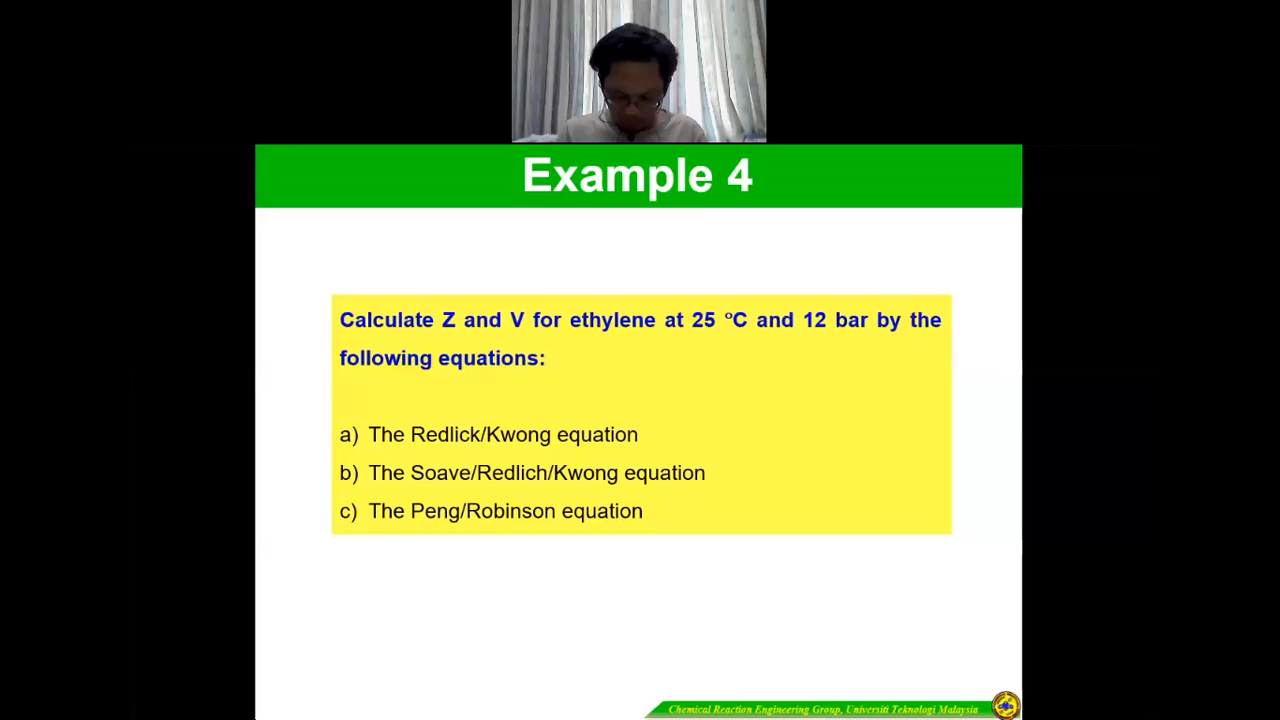 Example 4
Calculate Z and V for ethylene at 25 °C and 12 bar by the
following equations:
a) The Redlick/Kwong equation
b) The Soave/Redlich/Kwong equation
c) The Peng/Robinson equation
Chemical Reaction Engineering Group, Universiti Teknologi Malaysia